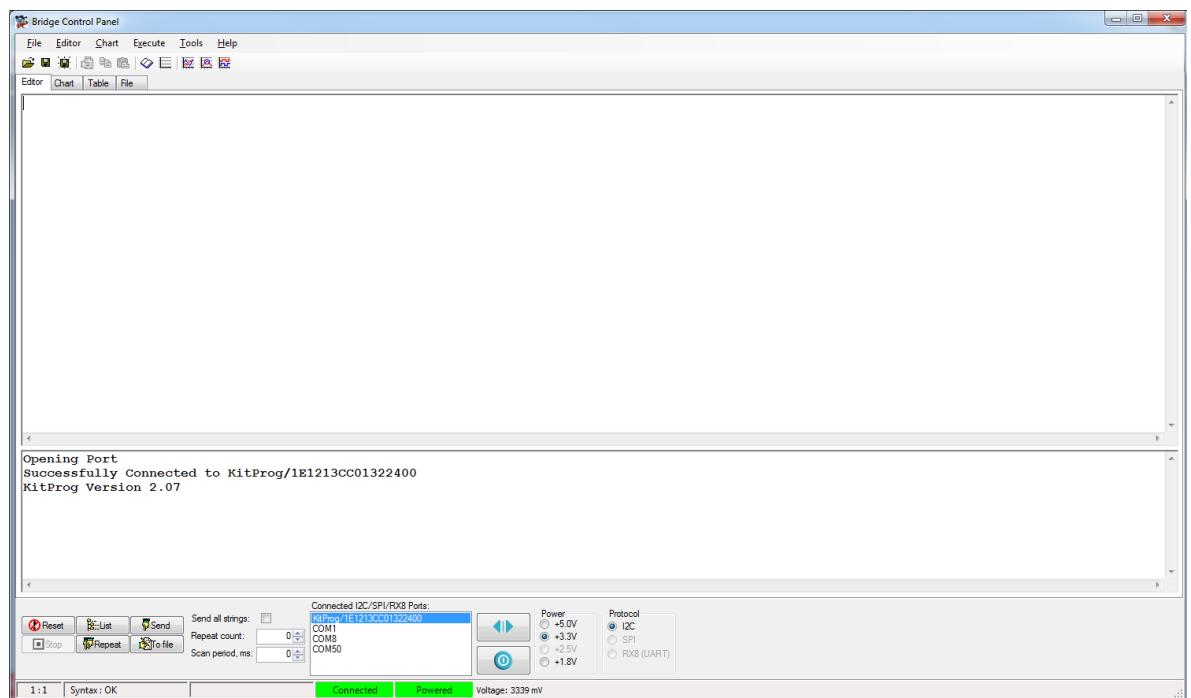 Bridge Control Panel
File Editor Chart Execute Tools Help
Editor Chart Table File
Opening Port
Successfully Connected to KitProg/1E1213CC01322400
KitProg Version 2.07
Reset List Send
Stop Repeat To file
Send all strings:
Repeat count: 0
Scan period, ms: 0
Connected I2C/SPI/RX8 Ports:
KitProg/1E1213CC01322400
COM1
COM8
COM50
Power
+5.0V
+3.3V
+2.5V
+1.8V
Protocol
I2C
SPI
RX8 (UART)
1:1 Syntax: OK Connected Powered Voltage: 3339 mV